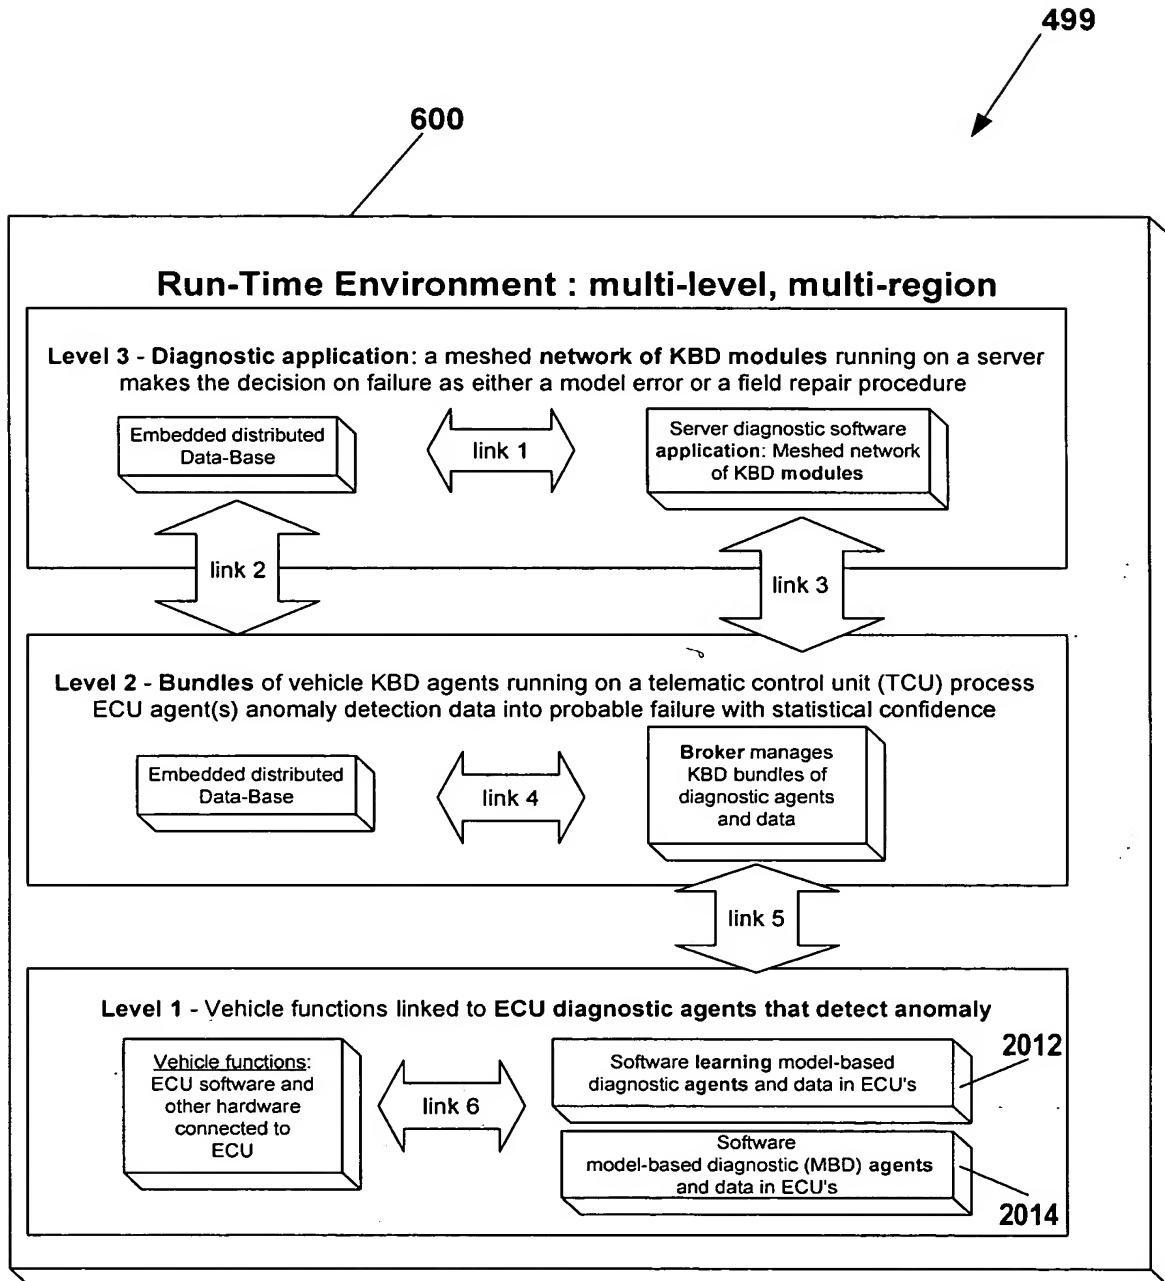 499
600
Run-Time Environment : multi-level, multi-region
Level 3 - Diagnostic application: a meshed network of KBD modules running on a server
makes the decision on failure as either a model error or a field repair procedure
Embedded distributed
Data-Base
link 1
Server diagnostic software
application: Meshed network
of KBD modules
link 2
link 3
Level 2 - Bundles of vehicle KBD agents running on a telematic control unit (TCU) process
ECU agent(s) anomaly detection data into probable failure with statistical confidence
Embedded distributed
Data-Base
link 4
Broker manages
KBD bundles of
diagnostic agents
and data
link 5
Level 1 - Vehicle functions linked to ECU diagnostic agents that detect anomaly
Vehicle functions:
ECU software and
other hardware
connected to
ECU
link 6
Software learning model-based
diagnostic agents and data in ECU's
2012
Software
model-based diagnostic (MBD) agents
and data in ECU's
2014